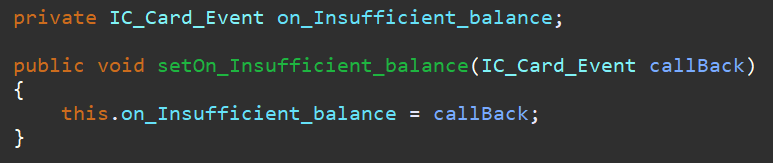 private IC_Card_Event on_Insufficient_balance;
public void setOn_Insufficient_balance(IC_Card_Event callBack)
{
this.on_Insufficient_balance = callBack;
}